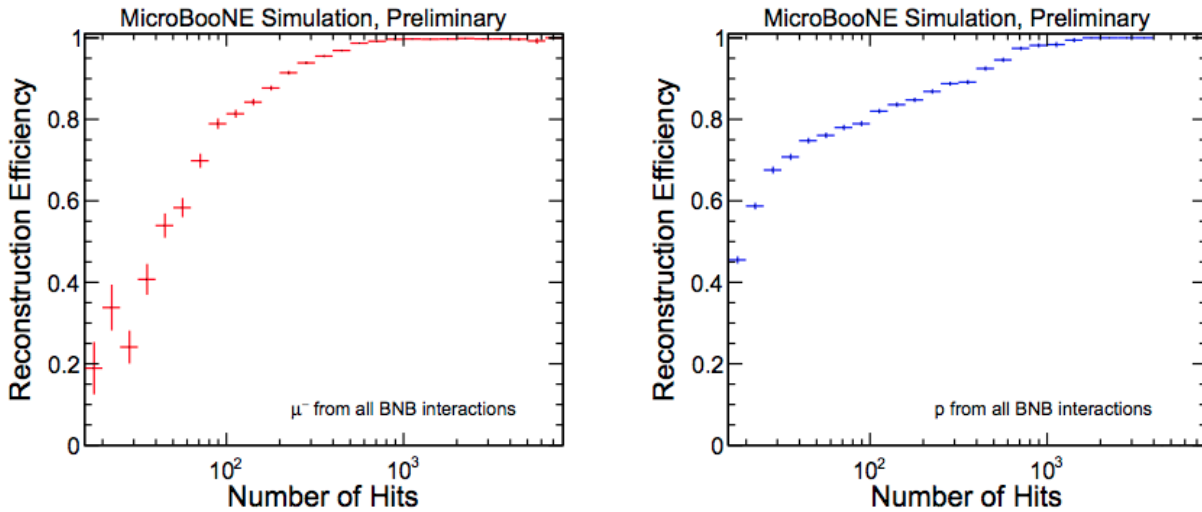 MicroBooNE Simulation, Preliminary
Reconstruction Efficiency
1
0.8
0.6
0.4
0.2
0
μ⁻ from all BNB interactions
10² 10³
Number of Hits
MicroBooNE Simulation, Preliminary
Reconstruction Efficiency
1
0.8
0.6
0.4
0.2
0
p from all BNB interactions
10² 10³
Number of Hits